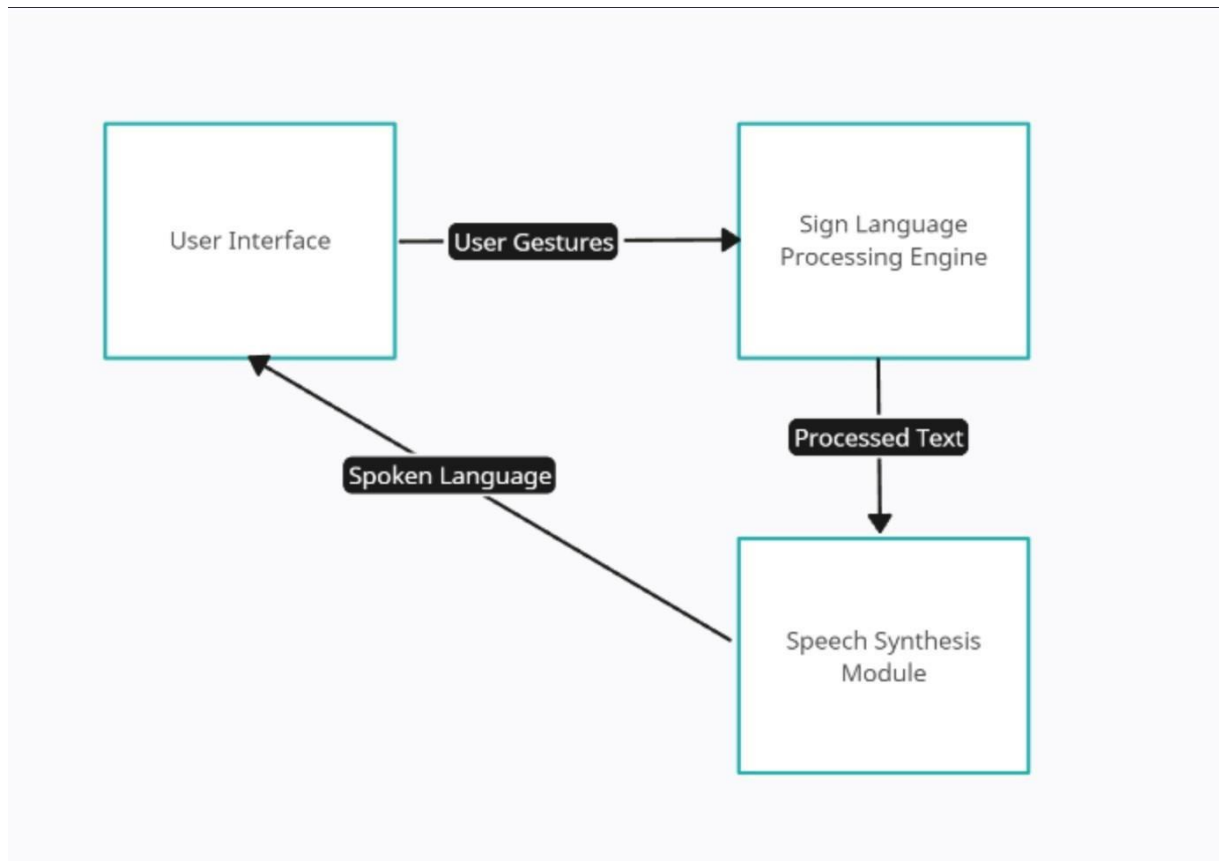 User Interface
User Gestures
Sign Language
Processing Engine
Processed Text
Spoken Language
Speech Synthesis
Module